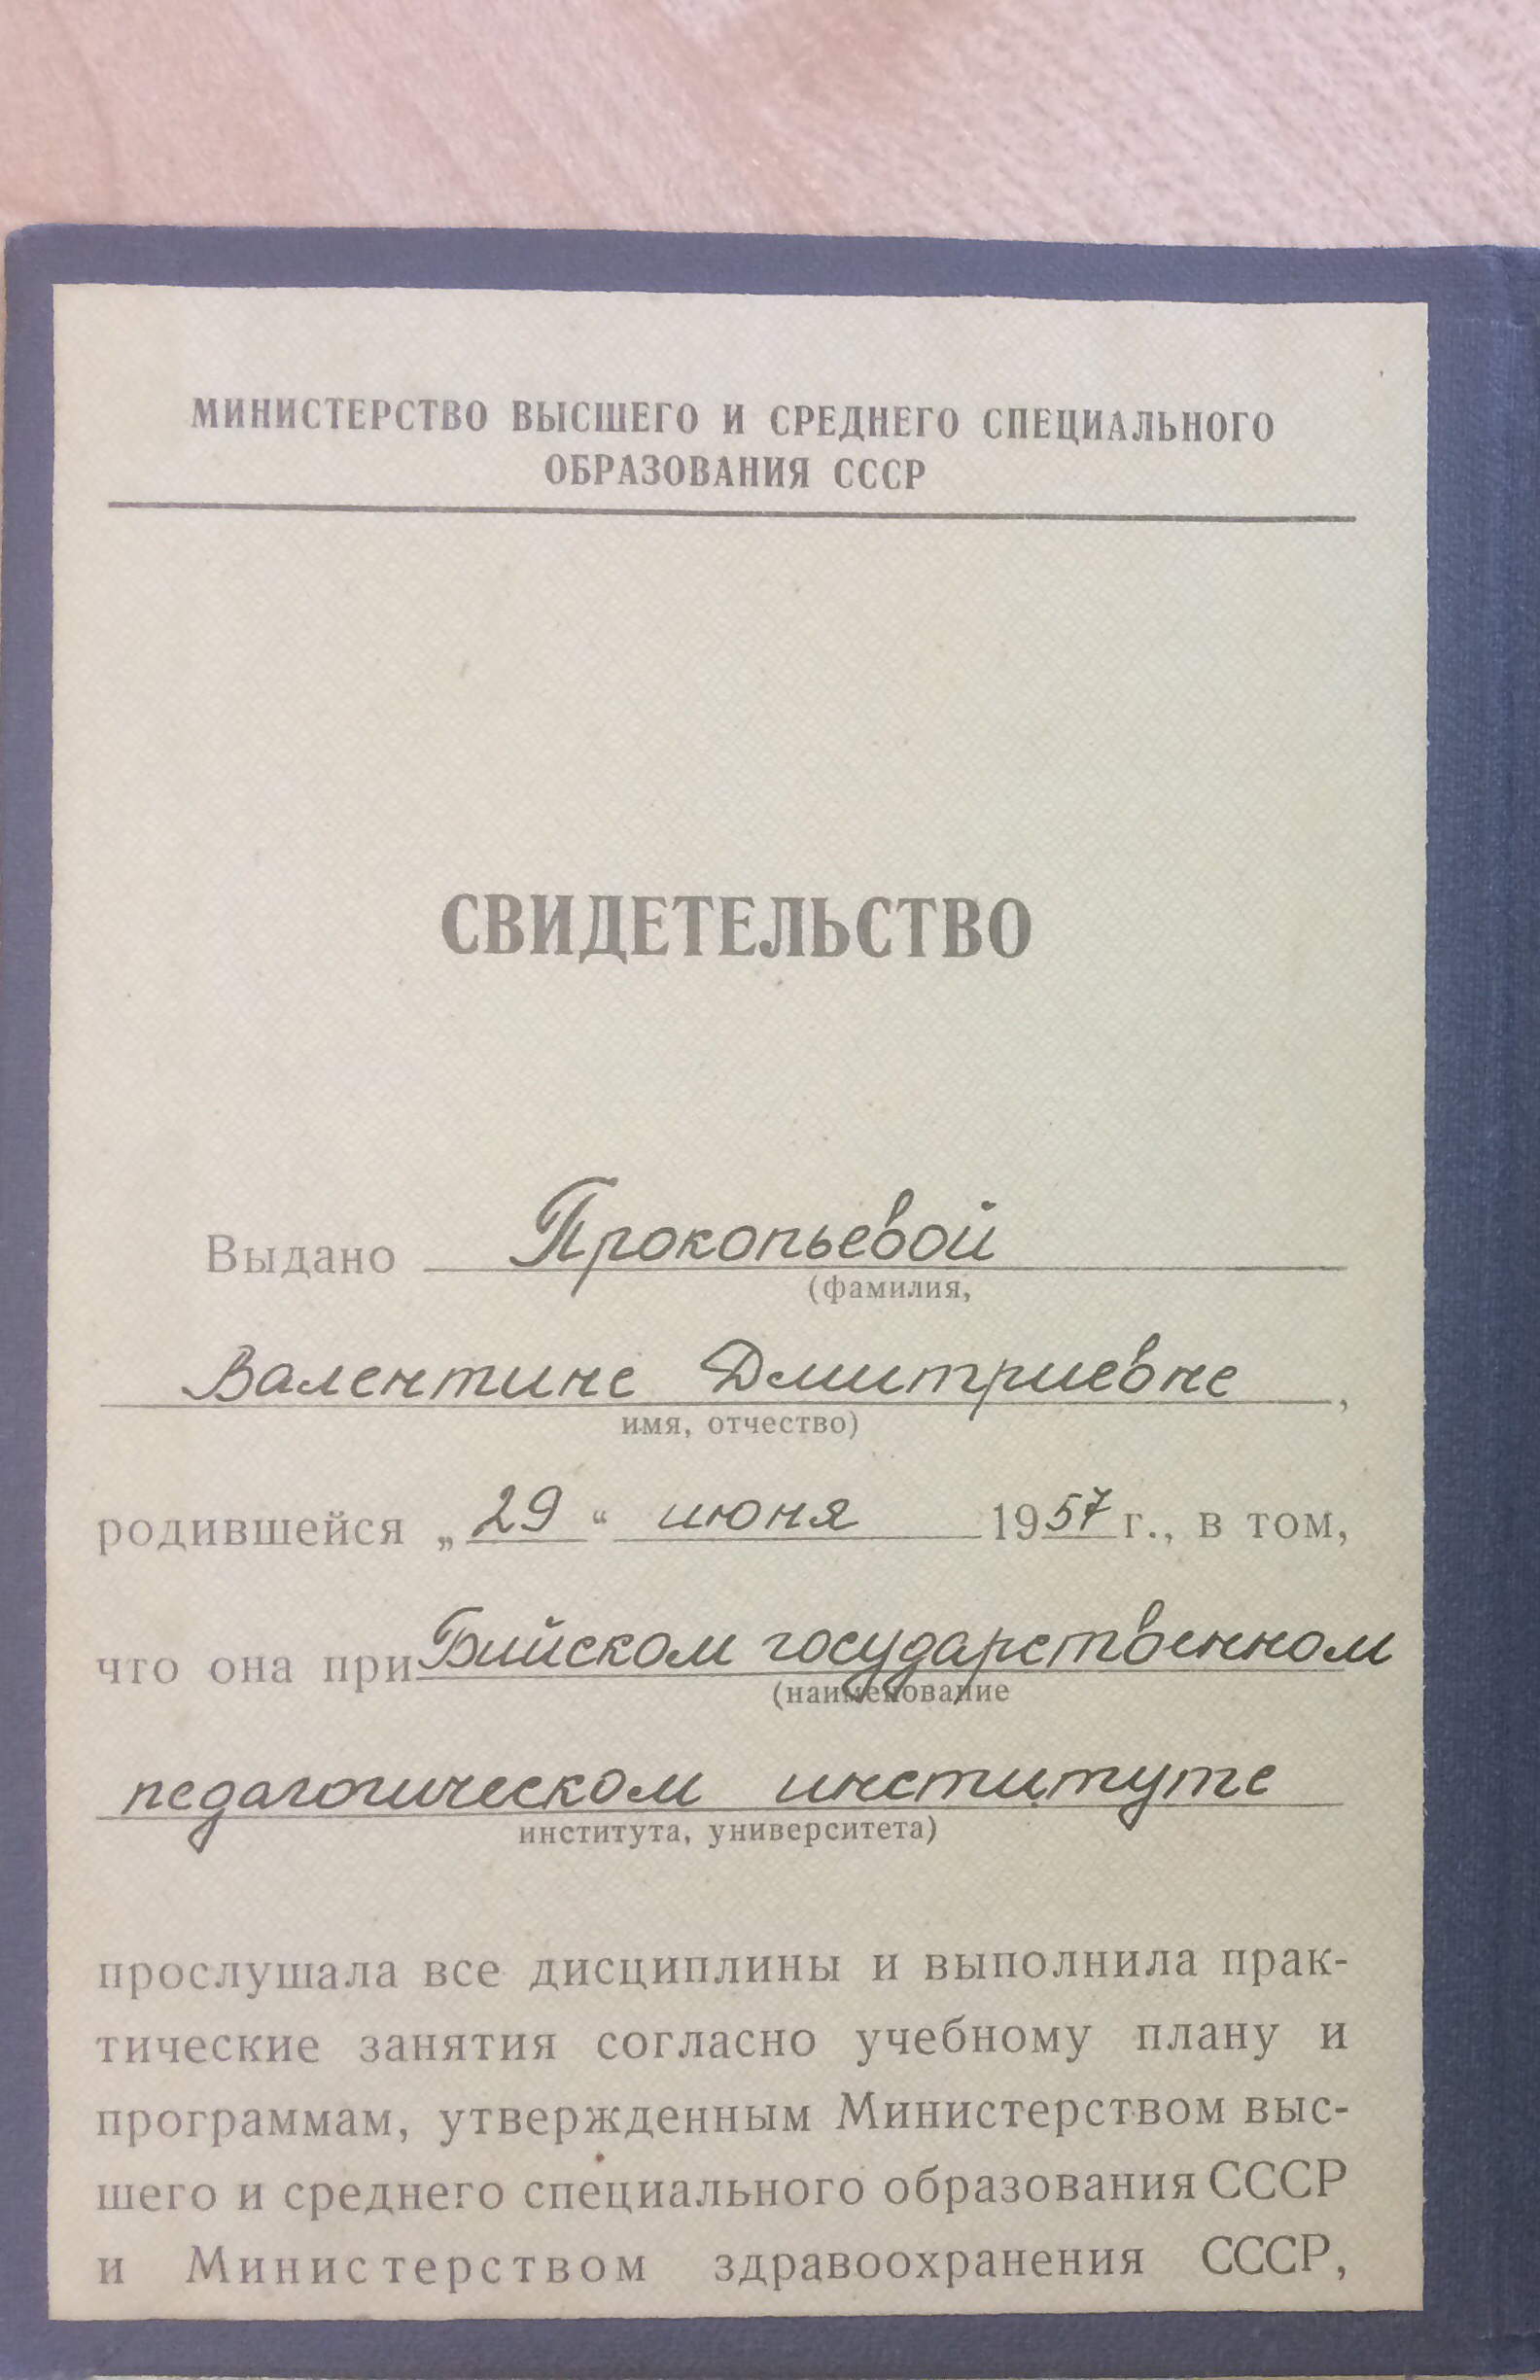 МИНИСТЕРСТВО ВЫСШЕГО И СРЕДНЕГО СПЕЦИАЛЬНОГО
ОБРАЗОВАНИЯ СССР
СВИДЕТЕЛЬСТВО
Выдано Прокопьевой
(фамилия,
Валентине Дмитриевне,
имя, отчество)
родившейся „29“ июня 1957 г., в том,
что она при Бийском государственном
(наименование
педагогическом институте
института, университета)
прослушала все дисциплины и выполнила прак-
тические занятия согласно учебному плану и
программам, утвержденным Министерством выс-
шего и среднего специального образования СССР
и Министерством здравоохранения СССР,